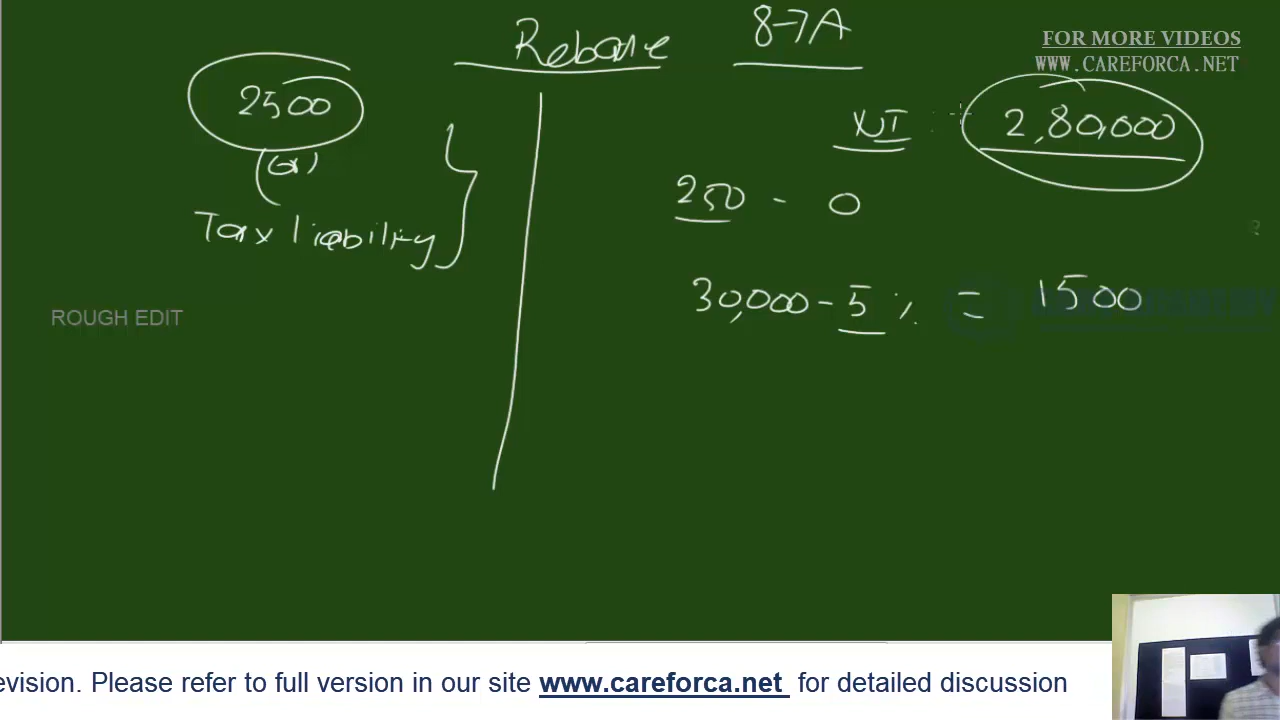 Rebate 87A
FOR MORE VIDEOS
WWW.CAREFORCA.NET
2500
(or)
Tax liability
NI : 2,80,000
250 - 0
30,000 - 5% = 1500
ROUGH EDIT
evision. Please refer to full version in our site www.careforca.net for detailed discussion